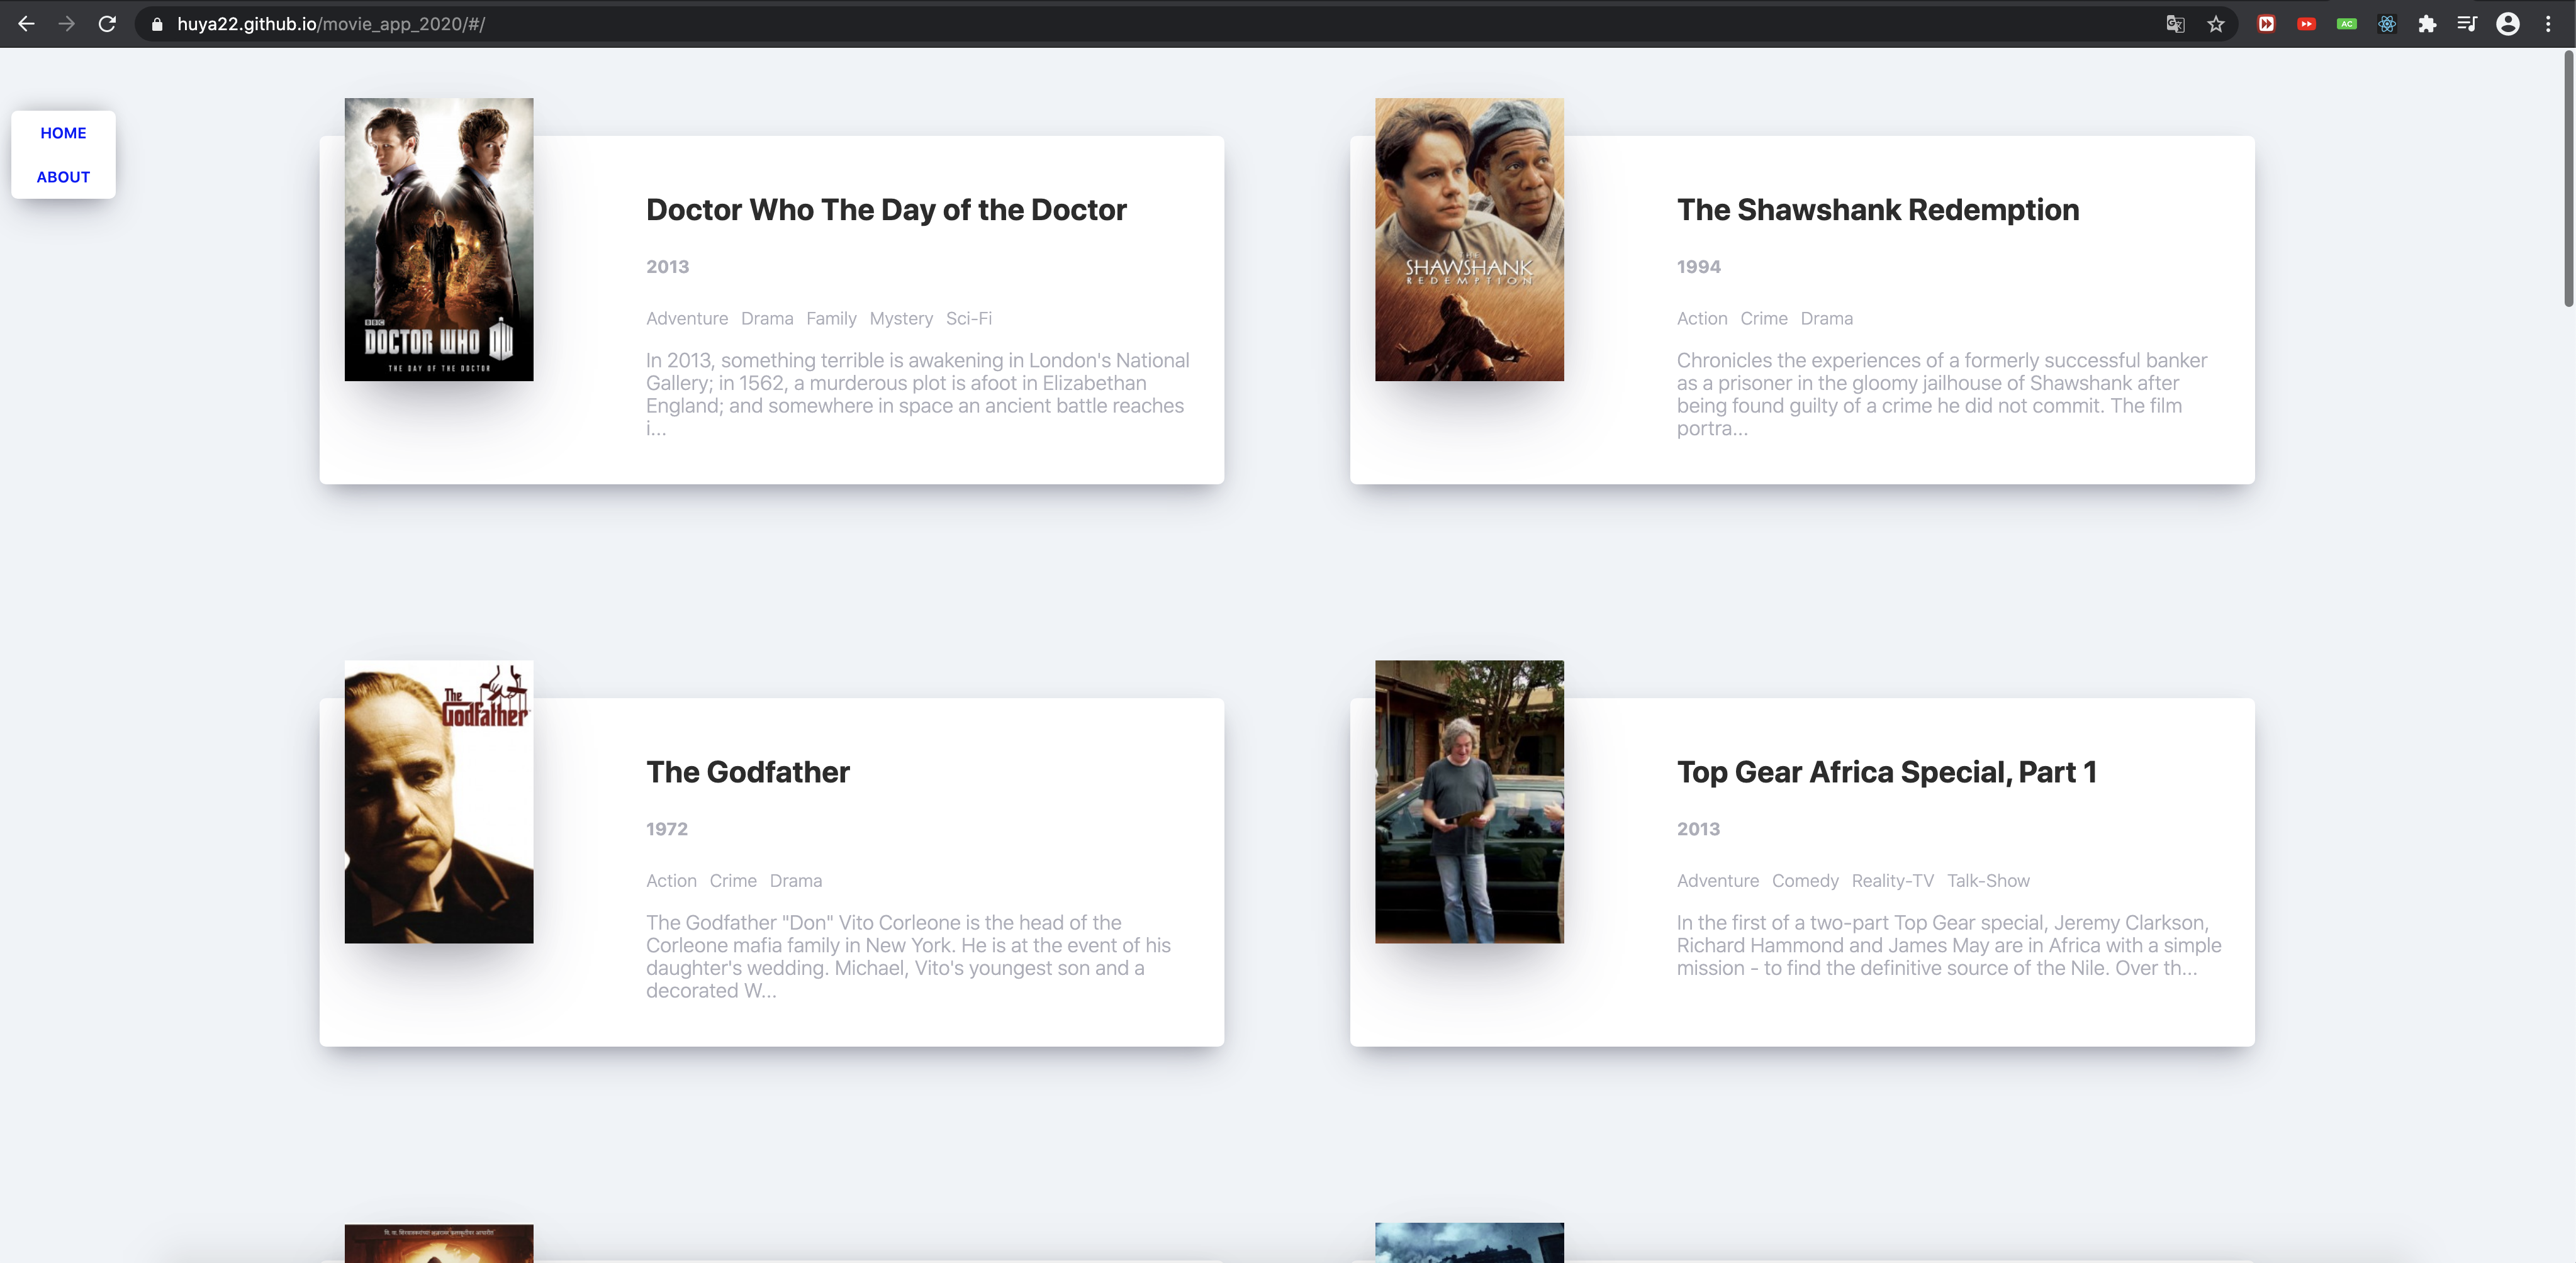 huya22.github.io/movie_app_2020/#/
AC
HOME
ABOUT
BBC
DOCTOR WHO
THE DAY OF THE DOCTOR
Doctor Who The Day of the Doctor
2013
Adventure Drama Family Mystery Sci-Fi
In 2013, something terrible is awakening in London's National
Gallery; in 1562, a murderous plot is afoot in Elizabethan
England; and somewhere in space an ancient battle reaches
i...
THE
SHAWSHANK
REDEMPTION
The Shawshank Redemption
1994
Action Crime Drama
Chronicles the experiences of a formerly successful banker
as a prisoner in the gloomy jailhouse of Shawshank after
being found guilty of a crime he did not commit. The film
portra...
The
Godfather
The Godfather
1972
Action Crime Drama
The Godfather "Don" Vito Corleone is the head of the
Corleone mafia family in New York. He is at the event of his
daughter's wedding. Michael, Vito's youngest son and a
decorated W...
Top Gear Africa Special, Part 1
2013
Adventure Comedy Reality-TV Talk-Show
In the first of a two-part Top Gear special, Jeremy Clarkson,
Richard Hammond and James May are in Africa with a simple
mission - to find the definitive source of the Nile. Over th...